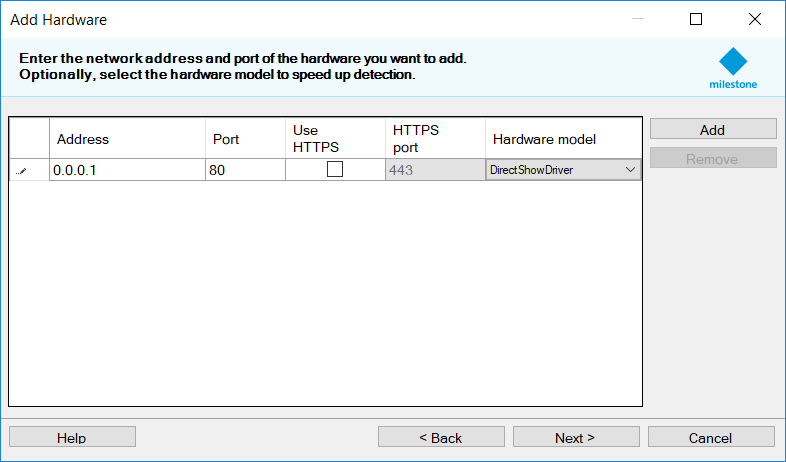 Add Hardware
Enter the network address and port of the hardware you want to add.
Optionally, select the hardware model to speed up detection.
milestone
Address
Port
Use
HTTPS
HTTPS
port
Hardware model
0.0.0.1
80
443
DirectShowDriver
Add
Remove
Help
< Back
Next >
Cancel